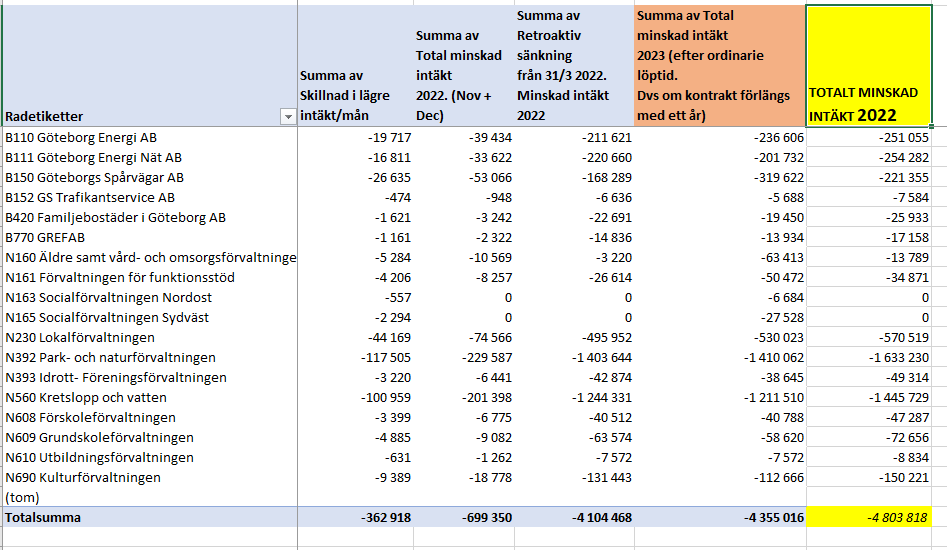 Radetiketter	Summa av Skillnad i lägre intäkt/mån	Summa av Total minskad intäkt 2022. (Nov + Dec)	Summa av Retroaktiv sänkning från 31/3 2022. Minskad intäkt 2022	Summa av Total minskad intäkt 2023 (efter ordinarie löptid. Dvs om kontrakt förlängs med ett år)	TOTALT MINSKAD INTÄKT 2022
B110 Göteborg Energi AB	-19 717	-39 434	-211 621	-236 606	-251 055
B111 Göteborg Energi Nät AB	-16 811	-33 622	-220 660	-201 732	-254 282
B150 Göteborgs Spårvägar AB	-26 635	-53 066	-168 289	-319 622	-221 355
B152 GS Trafikantservice AB	-474	-948	-6 636	-5 688	-7 584
B420 Familjebostäder i Göteborg AB	-1 621	-3 242	-22 691	-19 450	-25 933
B770 GREFAB	-1 161	-2 322	-14 836	-13 934	-17 158
N160 Äldre samt vård- och omsorgsförvaltninge	-5 284	-10 569	-3 220	-63 413	-13 789
N161 Förvaltningen för funktionsstöd	-4 206	-8 257	-26 614	-50 472	-34 871
N163 Socialförvaltningen Nordost	-557	0	0	-6 684	0
N165 Socialförvaltningen Sydväst	-2 294	0	0	-27 528	0
N230 Lokalförvaltningen	-44 169	-74 566	-495 952	-530 023	-570 519
N392 Park- och naturförvaltningen	-117 505	-229 587	-1 403 644	-1 410 062	-1 633 230
N393 Idrott- Föreningsförvaltningen	-3 220	-6 441	-42 874	-38 645	-49 314
N560 Kretslopp och vatten	-100 959	-201 398	-1 244 331	-1 211 510	-1 445 729
N608 Förskoleförvaltningen	-3 399	-6 775	-40 512	-40 788	-47 287
N609 Grundskoleförvaltningen	-4 885	-9 082	-63 574	-58 620	-72 656
N610 Utbildningsförvaltningen	-631	-1 262	-7 572	-7 572	-8 834
N690 Kulturförvaltningen	-9 389	-18 778	-131 443	-112 666	-150 221
(tom)
Totalsumma	-362 918	-699 350	-4 104 468	-4 355 016	-4 803 818